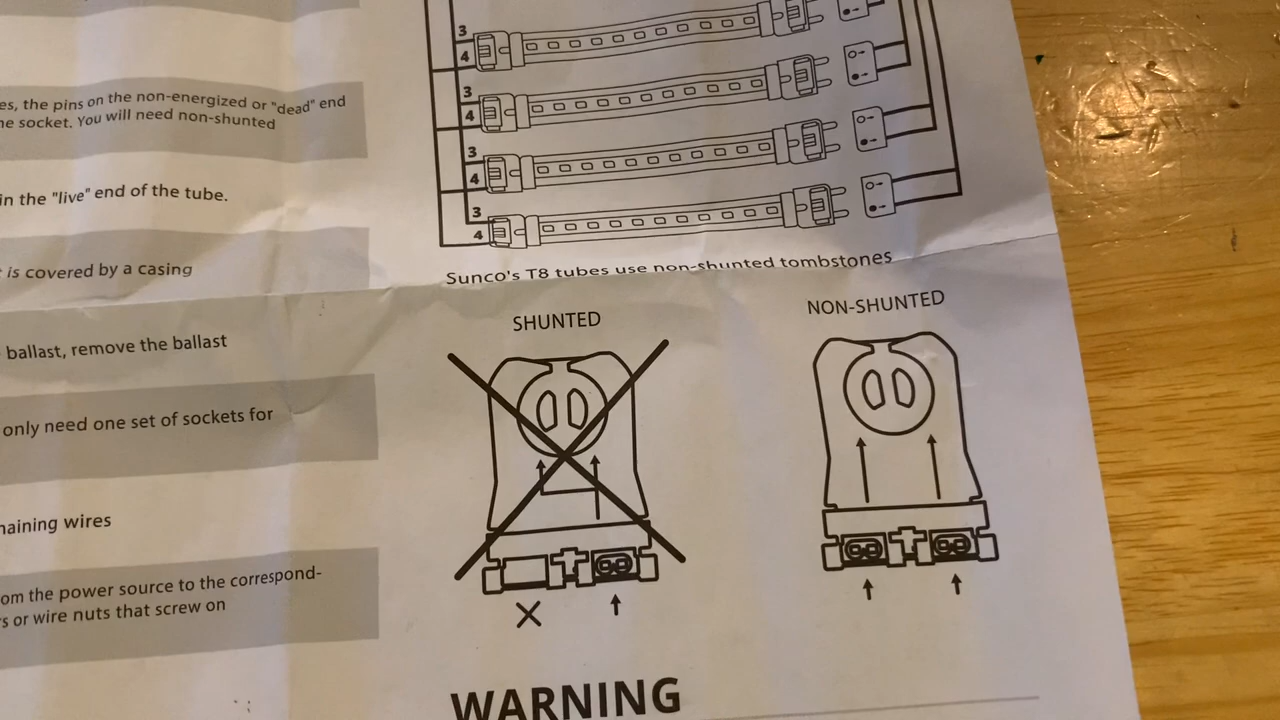 es, the pins on the non-energized or "dead" end
e socket. You will need non-shunted
in the "live" end of the tube.
is covered by a casing
ballast, remove the ballast
only need one set of sockets for
naining wires
om the power source to the correspond-
s or wire nuts that screw on
3
4
3
4
3
4
3
4
Sunco's T8 tubes use non-shunted tombstones
SHUNTED
NON-SHUNTED
WARNING